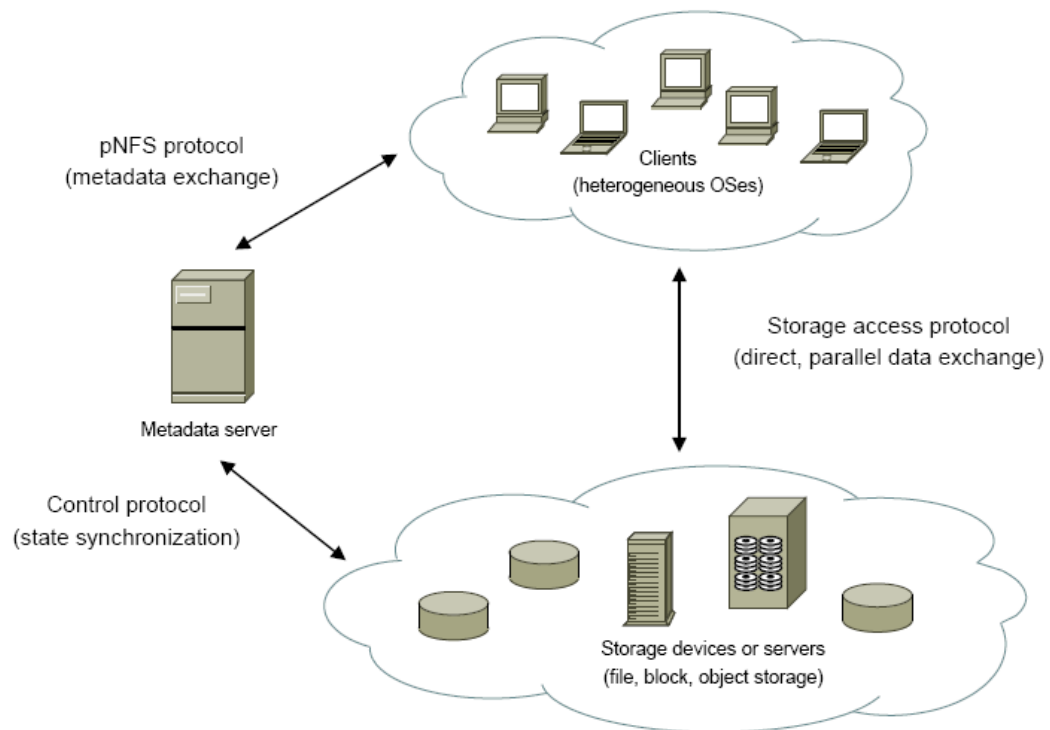 pNFS protocol
(metadata exchange)
Clients
(heterogeneous OSes)
Storage access protocol
(direct, parallel data exchange)
Metadata server
Control protocol
(state synchronization)
Storage devices or servers
(file, block, object storage)